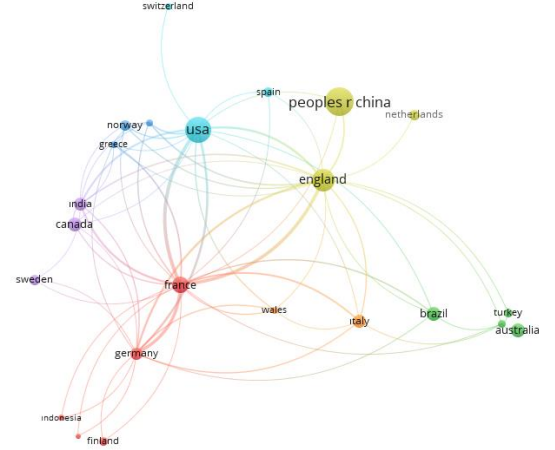 switzerland
spain
peoples r china
netherlands
norway
usa
greece
england
india
canada
sweden
france
wales
italy
brazil
turkey
australia
germany
indonesia
finland